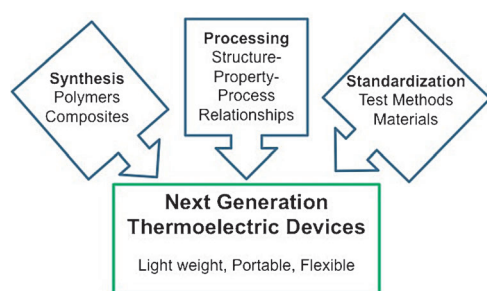 Synthesis
Polymers
Composites
Processing
Structure-
Property-
Process
Relationships
Standardization
Test Methods
Materials
Next Generation
Thermoelectric Devices
Light weight, Portable, Flexible